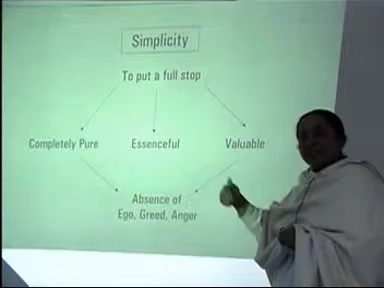 Simplicity
To put a full stop
Completely Pure Essenceful Valuable
Absence of
Ego, Greed, Anger